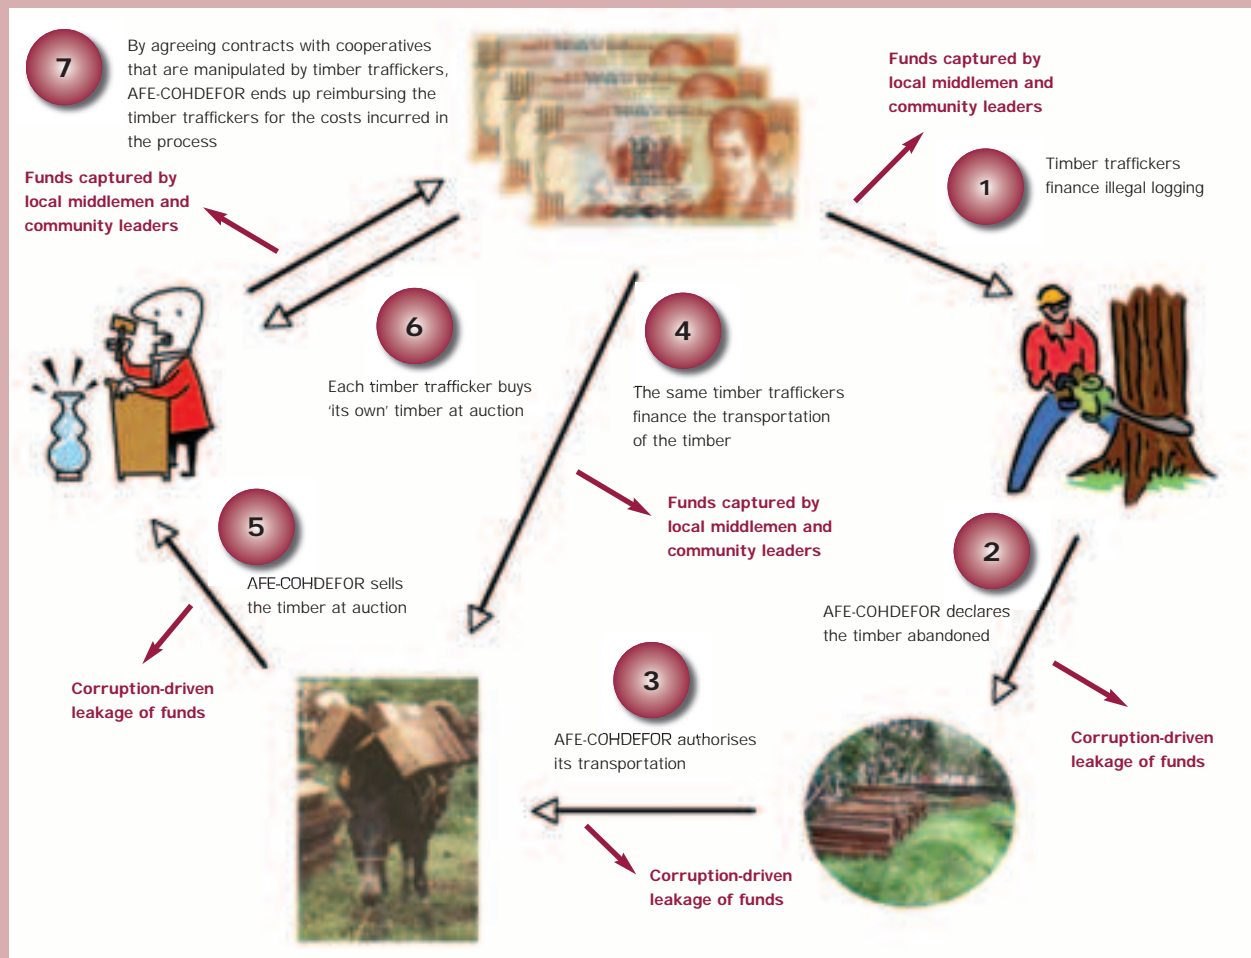 7
By agreeing contracts with cooperatives
that are manipulated by timber traffickers,
AFE-COHDEFOR ends up reimbursing the
timber traffickers for the costs incurred in
the process
Funds captured by
local middlemen and
community leaders
Funds captured by
local middlemen and
community leaders
1
Timber traffickers
finance illegal logging
6
Each timber trafficker buys
‘its own’ timber at auction
4
The same timber traffickers
finance the transportation
of the timber
Funds captured by
local middlemen and
community leaders
5
AFE-COHDEFOR sells
the timber at auction
Corruption-driven
leakage of funds
2
AFE-COHDEFOR declares
the timber abandoned
Corruption-driven
leakage of funds
3
AFE-COHDEFOR authorises
its transportation
Corruption-driven
leakage of funds